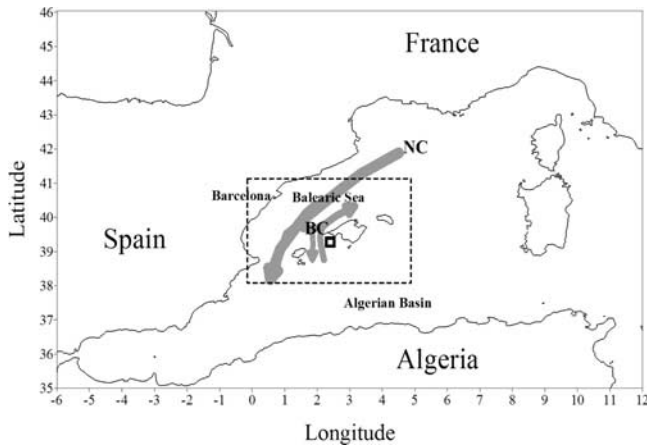 46
45
44
43
42
41
40
39
38
37
36
35
Latitude
France
NC
Barcelona
Balearic Sea
BC
Spain
Algerian Basin
Algeria
-6 -5 -4 -3 -2 -1 0 1 2 3 4 5 6 7 8 9 10 11 12
Longitude